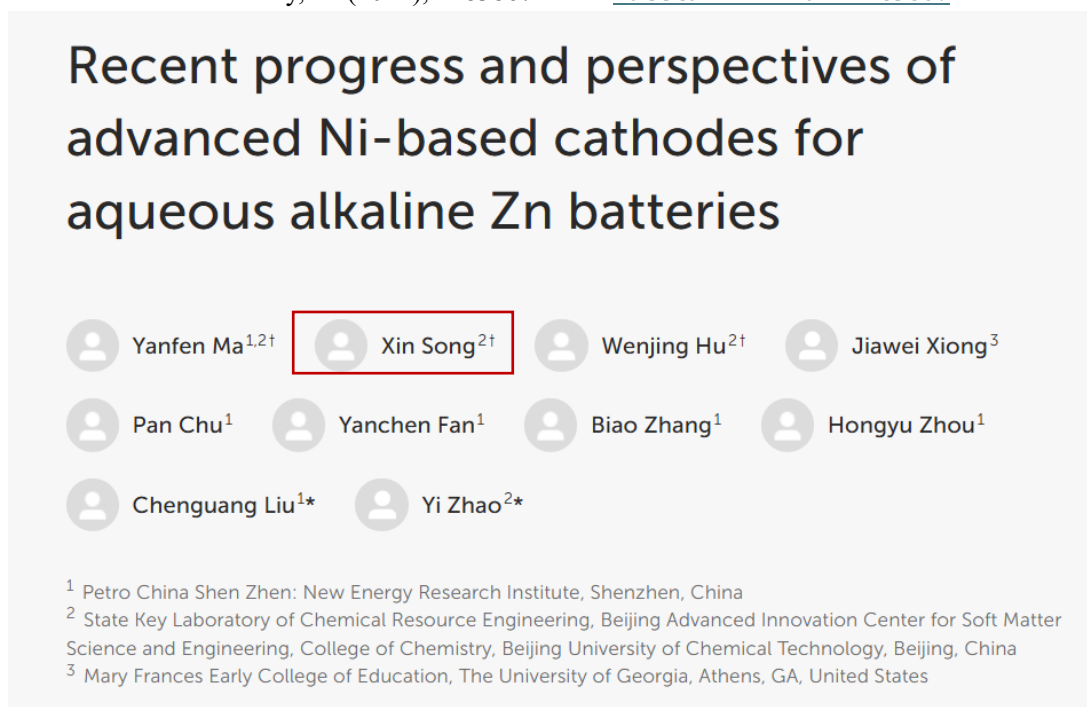 Recent progress and perspectives of
advanced Ni-based cathodes for
aqueous alkaline Zn batteries
Yanfen Ma1,2† Xin Song2† Wenjing Hu2† Jiawei Xiong3
Pan Chu1 Yanchen Fan1 Biao Zhang1 Hongyu Zhou1
Chenguang Liu1* Yi Zhao2*
1 Petro China Shen Zhen: New Energy Research Institute, Shenzhen, China
2 State Key Laboratory of Chemical Resource Engineering, Beijing Advanced Innovation Center for Soft Matter
Science and Engineering, College of Chemistry, Beijing University of Chemical Technology, Beijing, China
3 Mary Frances Early College of Education, The University of Georgia, Athens, GA, United States